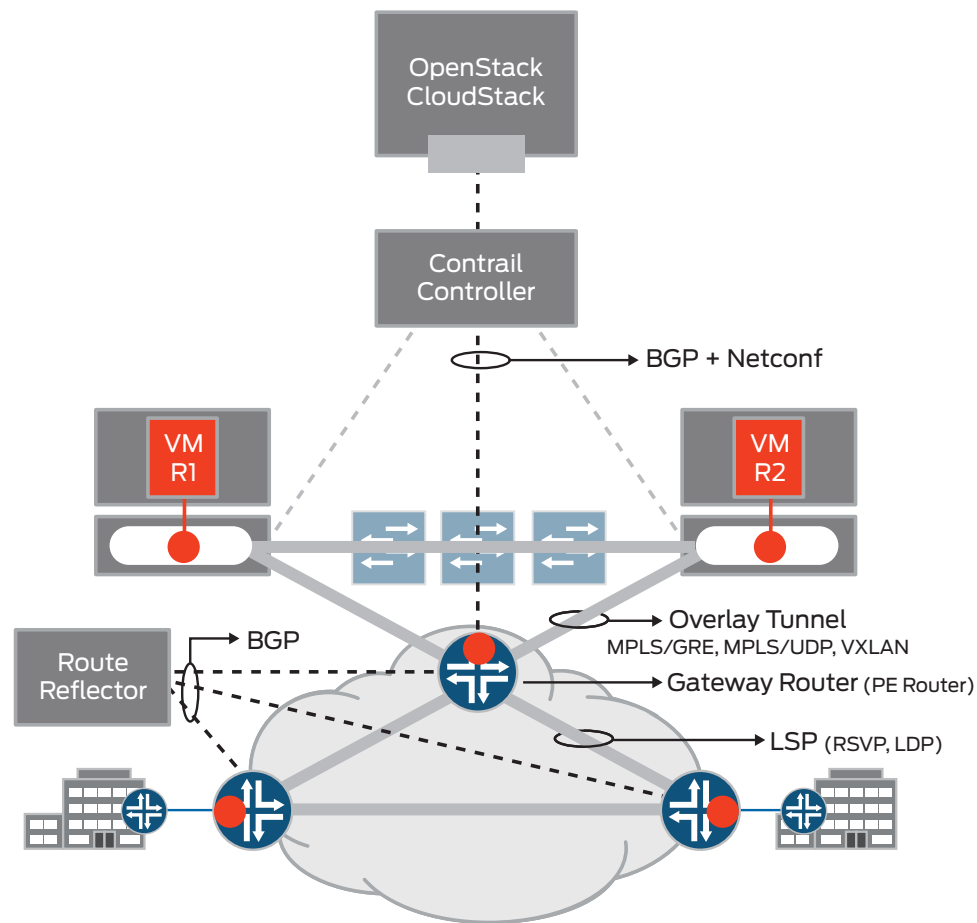 OpenStack
CloudStack
Contrail
Controller
BGP + Netconf
VM
R1
VM
R2
Overlay Tunnel
MPLS/GRE, MPLS/UDP, VXLAN
BGP
Route
Reflector
Gateway Router (PE Router)
LSP (RSVP, LDP)